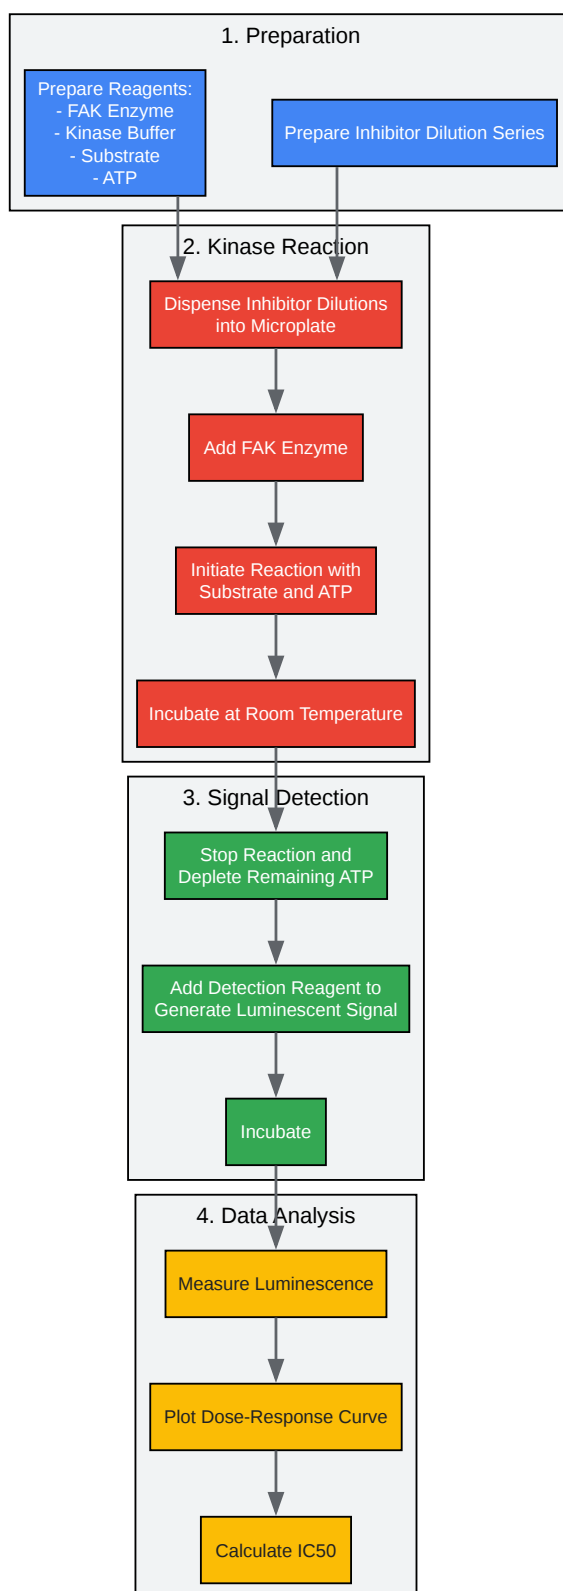 1. Preparation
Prepare Reagents:
- FAK Enzyme
- Kinase Buffer
- Substrate
- ATP
Prepare Inhibitor Dilution Series
2. Kinase Reaction
Dispense Inhibitor Dilutions
into Microplate
Add FAK Enzyme
Initiate Reaction with
Substrate and ATP
Incubate at Room Temperature
3. Signal Detection
Stop Reaction and
Deplete Remaining ATP
Add Detection Reagent to
Generate Luminescent Signal
Incubate
4. Data Analysis
Measure Luminescence
Plot Dose-Response Curve
Calculate IC50